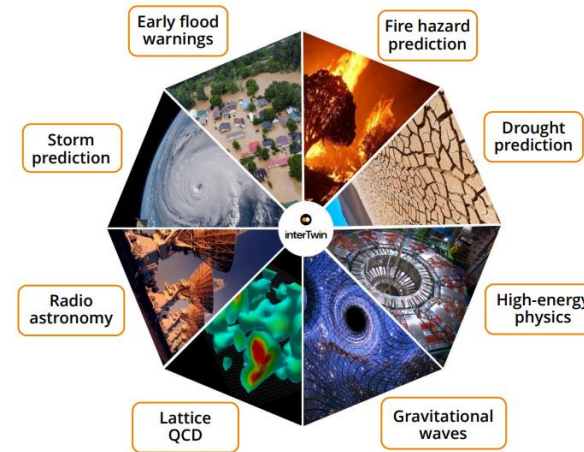 Early flood
warnings
Fire hazard
prediction
Storm
prediction
Drought
prediction
interTwin
Radio
astronomy
High-energy
physics
Lattice
QCD
Gravitational
waves